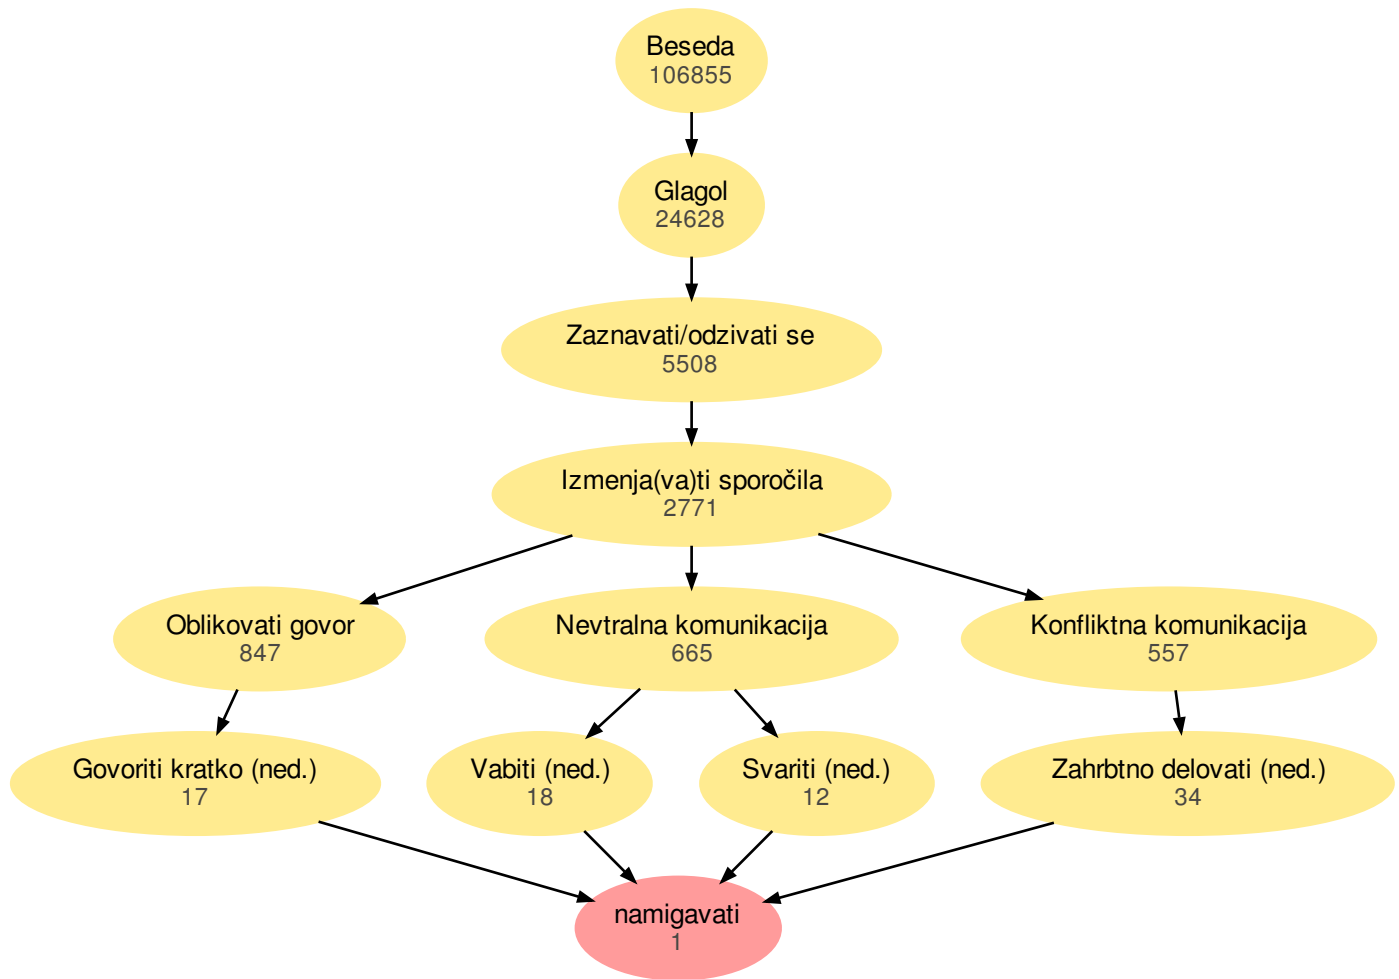 Beseda
106855
Glagol
24628
Zaznavati/odzivati se
5508
Izmenja(va)ti sporočila
2771
Oblikovati govor
847
Nevtralna komunikacija
665
Konfliktna komunikacija
557
Govoriti kratko (ned.)
17
Vabiti (ned.)
18
Svariti (ned.)
12
Zahrbtno delovati (ned.)
34
namigavati
1